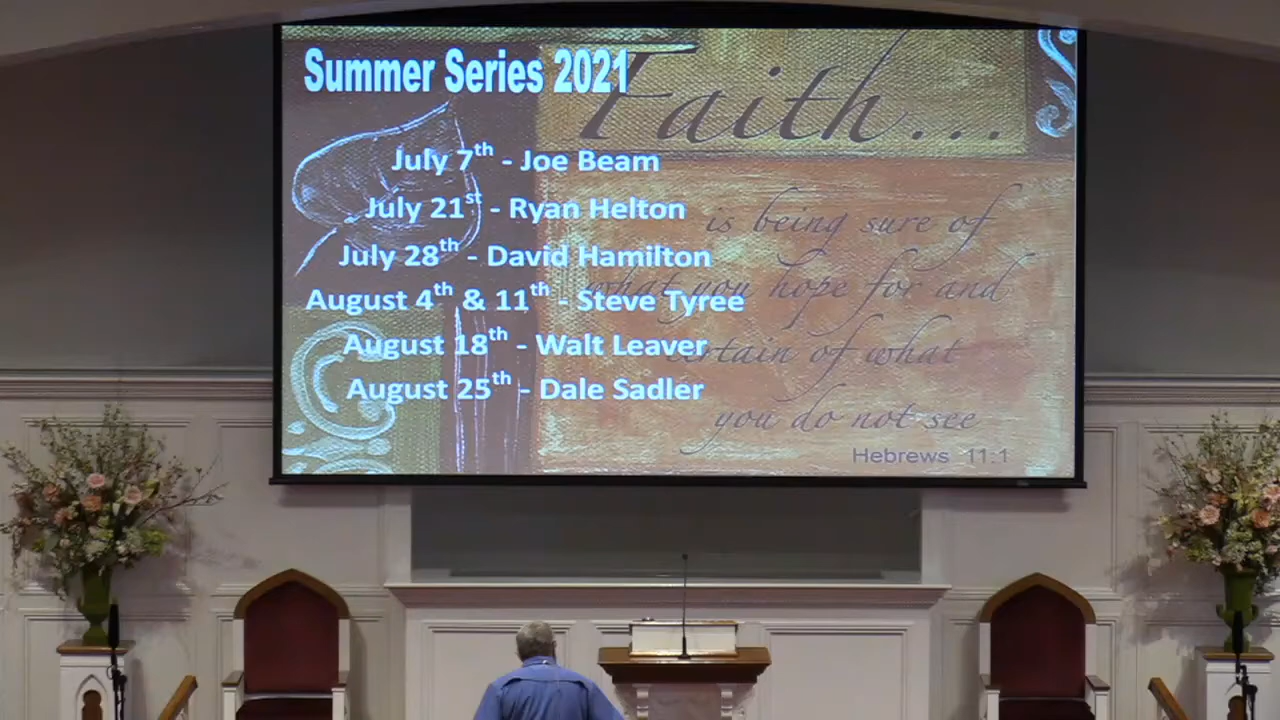 Summer Series 2021
Faith...
July 7th - Joe Beam
July 21st - Ryan Helton
is being sure of
July 28th - David Hamilton
what you hope for and
August 4th & 11th - Steve Tyree
August 18th - Walt Leaver
certain of what
August 25th - Dale Sadler
you do not see
Hebrews 11:1